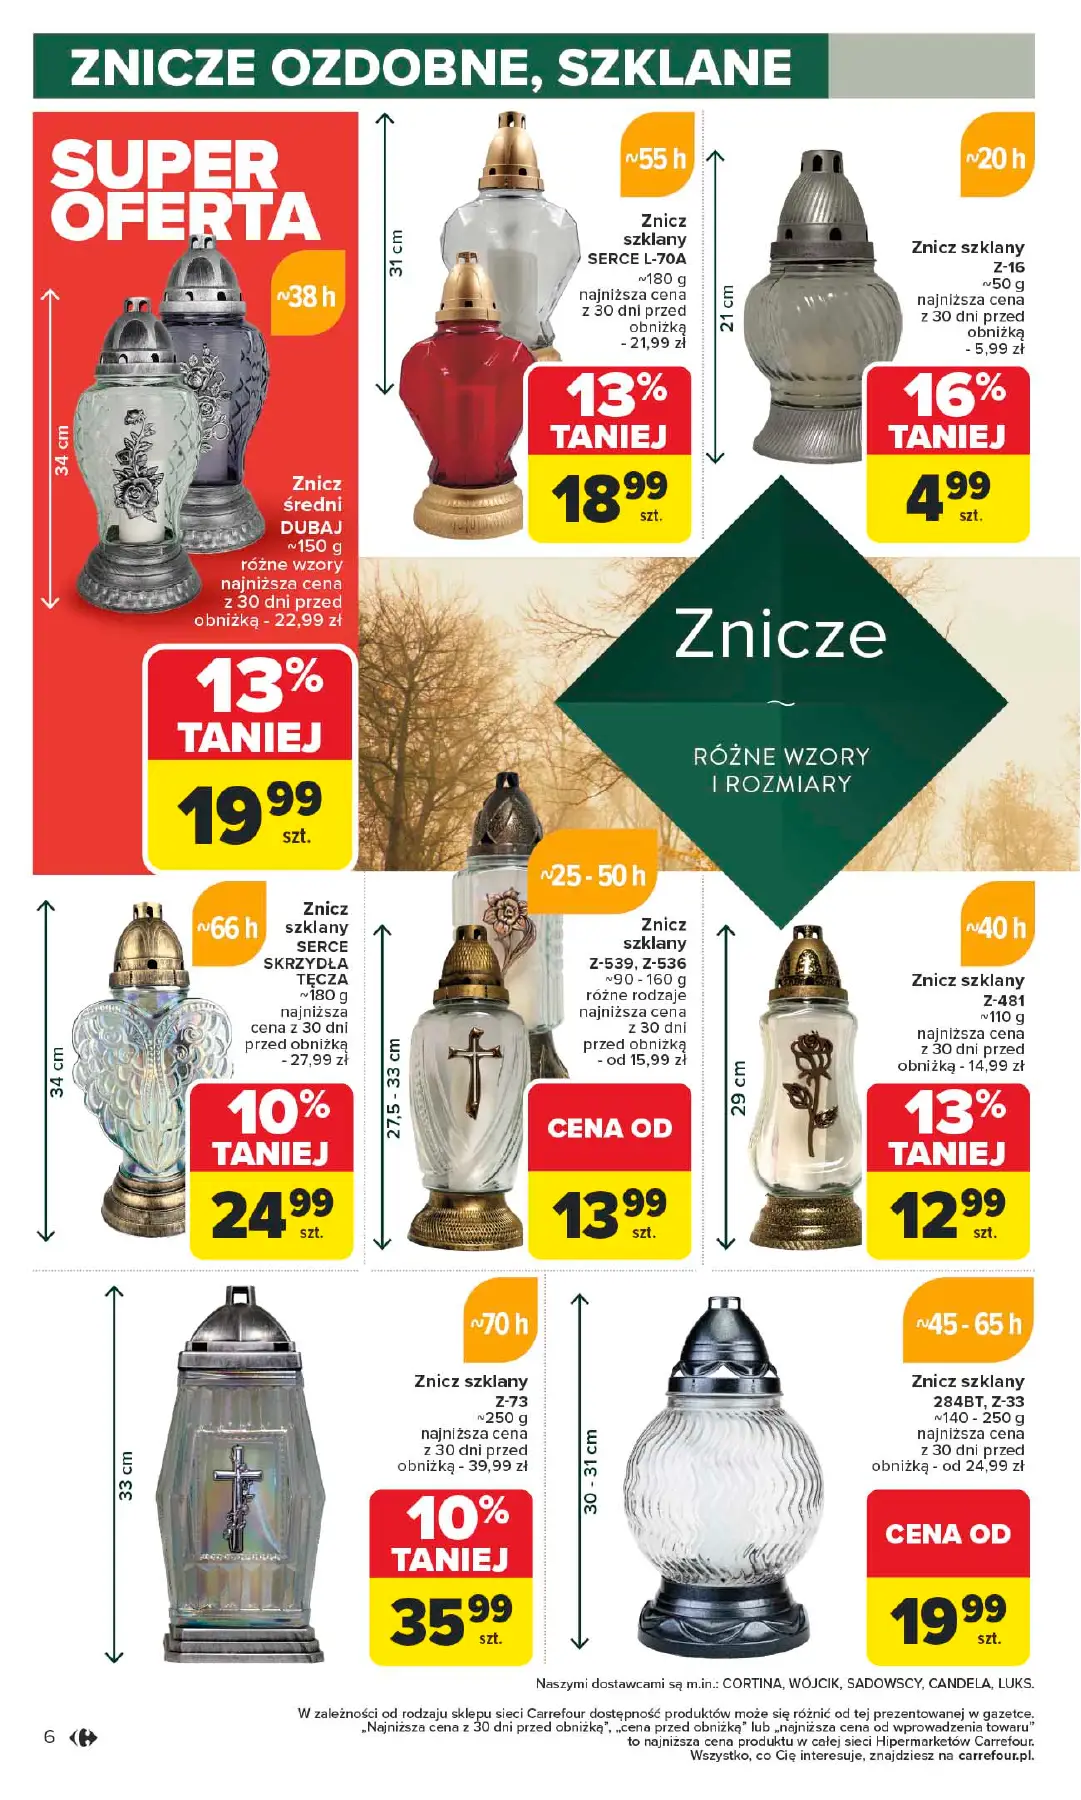 ZNICZE OZDOBNE, SZKLANE
SUPER
OFERTA
~38 h
34 cm
Znicz
średni
DUBAJ
~150 g
różne wzory
najniższa cena
z 30 dni przed
obniżką - 22,99 zł
13%
TANIEJ
19 99
szt.
31 cm
~55 h
Znicz
szklany
SERCE L-70A
~180 g
najniższa cena
z 30 dni przed
obniżką
- 21,99 zł
13%
TANIEJ
18 99
szt.
21 cm
~20 h
Znicz szklany
Z-16
~50 g
najniższa cena
z 30 dni przed
obniżką
- 5,99 zł
16%
TANIEJ
4 99
szt.
Znicze
~
RÓŻNE WZORY
I ROZMIARY
34 cm
~66 h
Znicz
szklany
SERCE
SKRZYDŁA
TĘCZA
~180 g
najniższa
cena z 30 dni
przed obniżką
- 27,99 zł
10%
TANIEJ
24 99
szt.
27,5 - 33 cm
~25 - 50 h
Znicz
szklany
Z-539, Z-536
~90 - 160 g
różne rodzaje
najniższa cena
z 30 dni
przed obniżką
- od 15,99 zł
CENA OD
13 99
szt.
29 cm
~40 h
Znicz szklany
Z-481
~110 g
najniższa cena
z 30 dni przed
obniżką - 14,99 zł
13%
TANIEJ
12 99
szt.
33 cm
~70 h
Znicz szklany
Z-73
~250 g
najniższa cena
z 30 dni przed
obniżką - 39,99 zł
10%
TANIEJ
35 99
szt.
30 - 31 cm
~45 - 65 h
Znicz szklany
284BT, Z-33
~140 - 250 g
najniższa cena
z 30 dni przed
obniżką - od 24,99 zł
CENA OD
19 99
szt.
Naszymi dostawcami są m.in.: CORTINA, WÓJCIK, SADOWSCY, CANDELA, LUKS.
W zależności od rodzaju sklepu sieci Carrefour dostępność produktów może się różnić od tej prezentowanej w gazetce.
„Najniższa cena z 30 dni przed obniżką”, „cena przed obniżką” lub „najniższa cena od wprowadzenia towaru”
to najniższa cena produktu w całej sieci Hipermarketów Carrefour.
Wszystko, co Cię interesuje, znajdziesz na carrefour.pl.
6